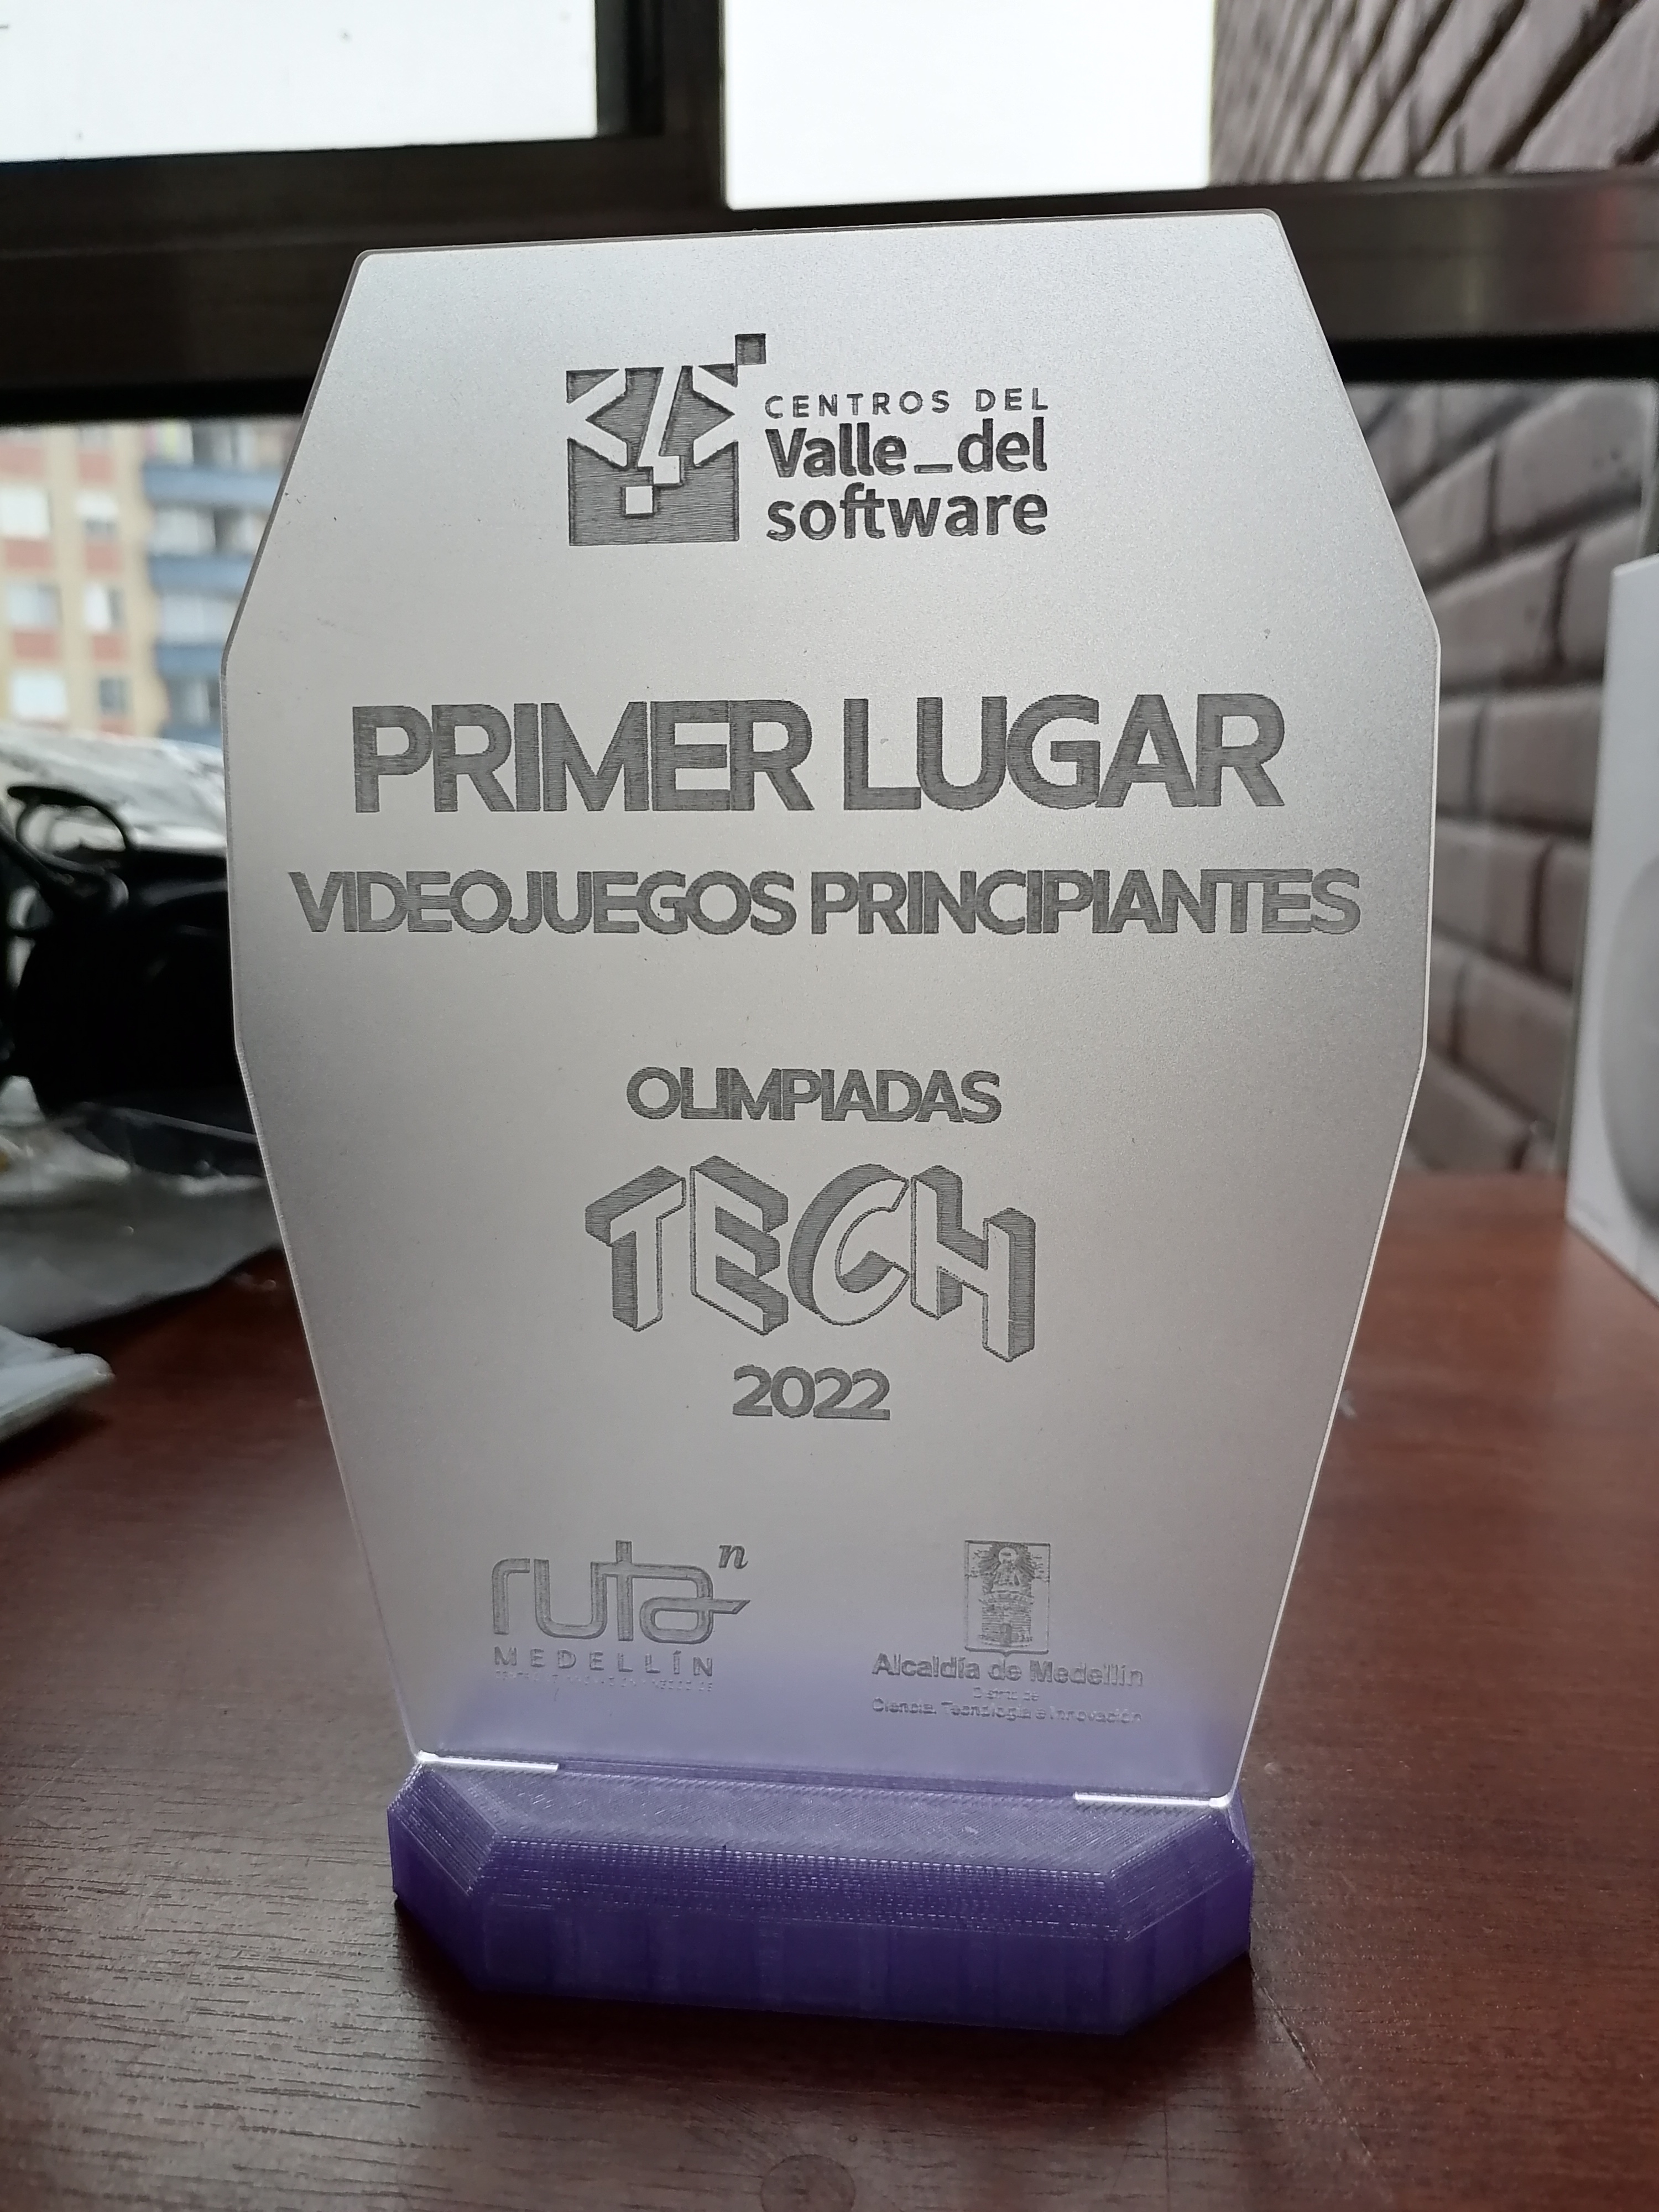 CENTROS DEL
Valle_del
software
PRIMER LUGAR
VIDEOJUEGOS PRINCIPIANTES
OLIMPIADAS
TECH
2022
ruta n
MEDELLÍN
Alcaldía de Medellín
Distrito de
Ciencia, Tecnología e Innovación